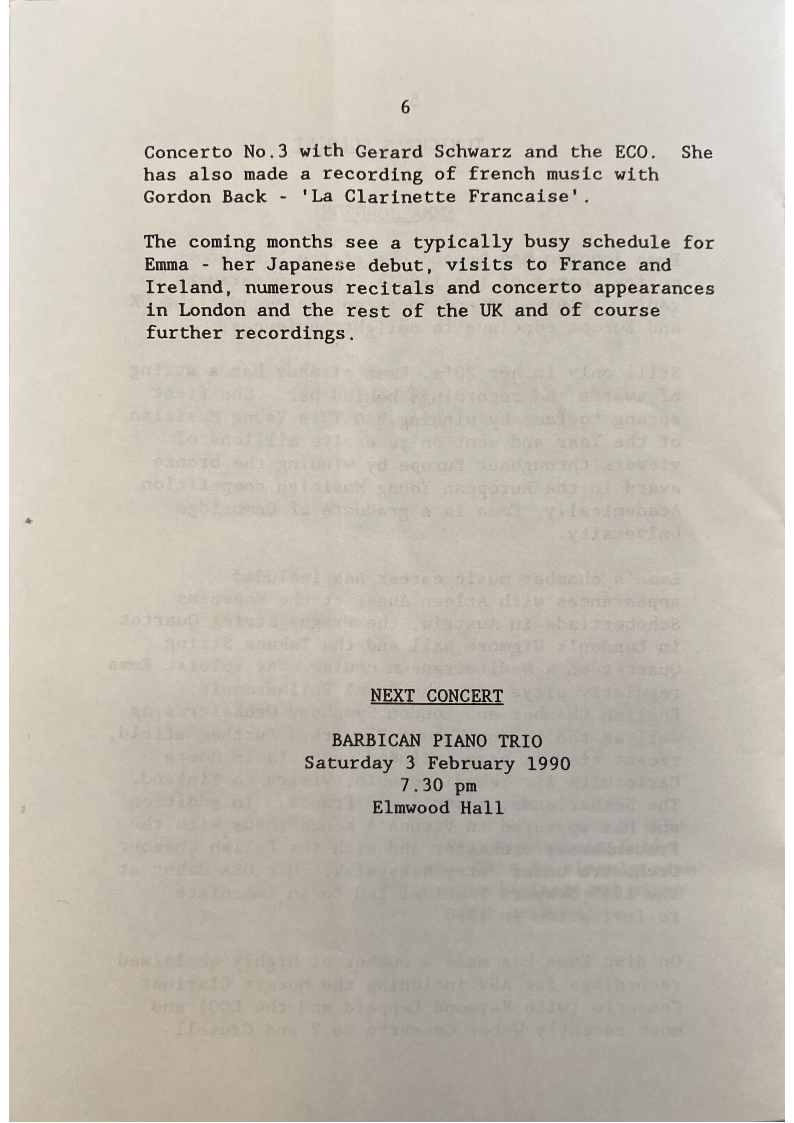 6
Concerto No.3 with Gerard Schwarz and the ECO. She
has also made a recording of french music with
Gordon Back - 'La Clarinette Francaise'.
The coming months see a typically busy schedule for
Emma - her Japanese debut, visits to France and
Ireland, numerous recitals and concerto appearances
in London and the rest of the UK and of course
further recordings.
NEXT CONCERT
BARBICAN PIANO TRIO
Saturday 3 February 1990
7.30 pm
Elmwood Hall